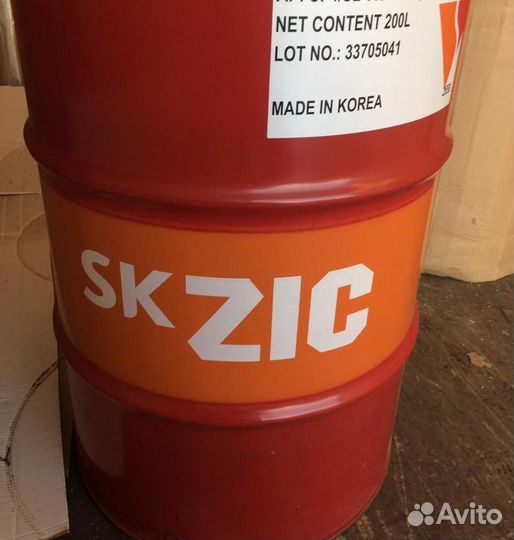 NET CONTENT 200L
LOT NO.: 33705041
MADE IN KOREA
SK ZIC
Avito